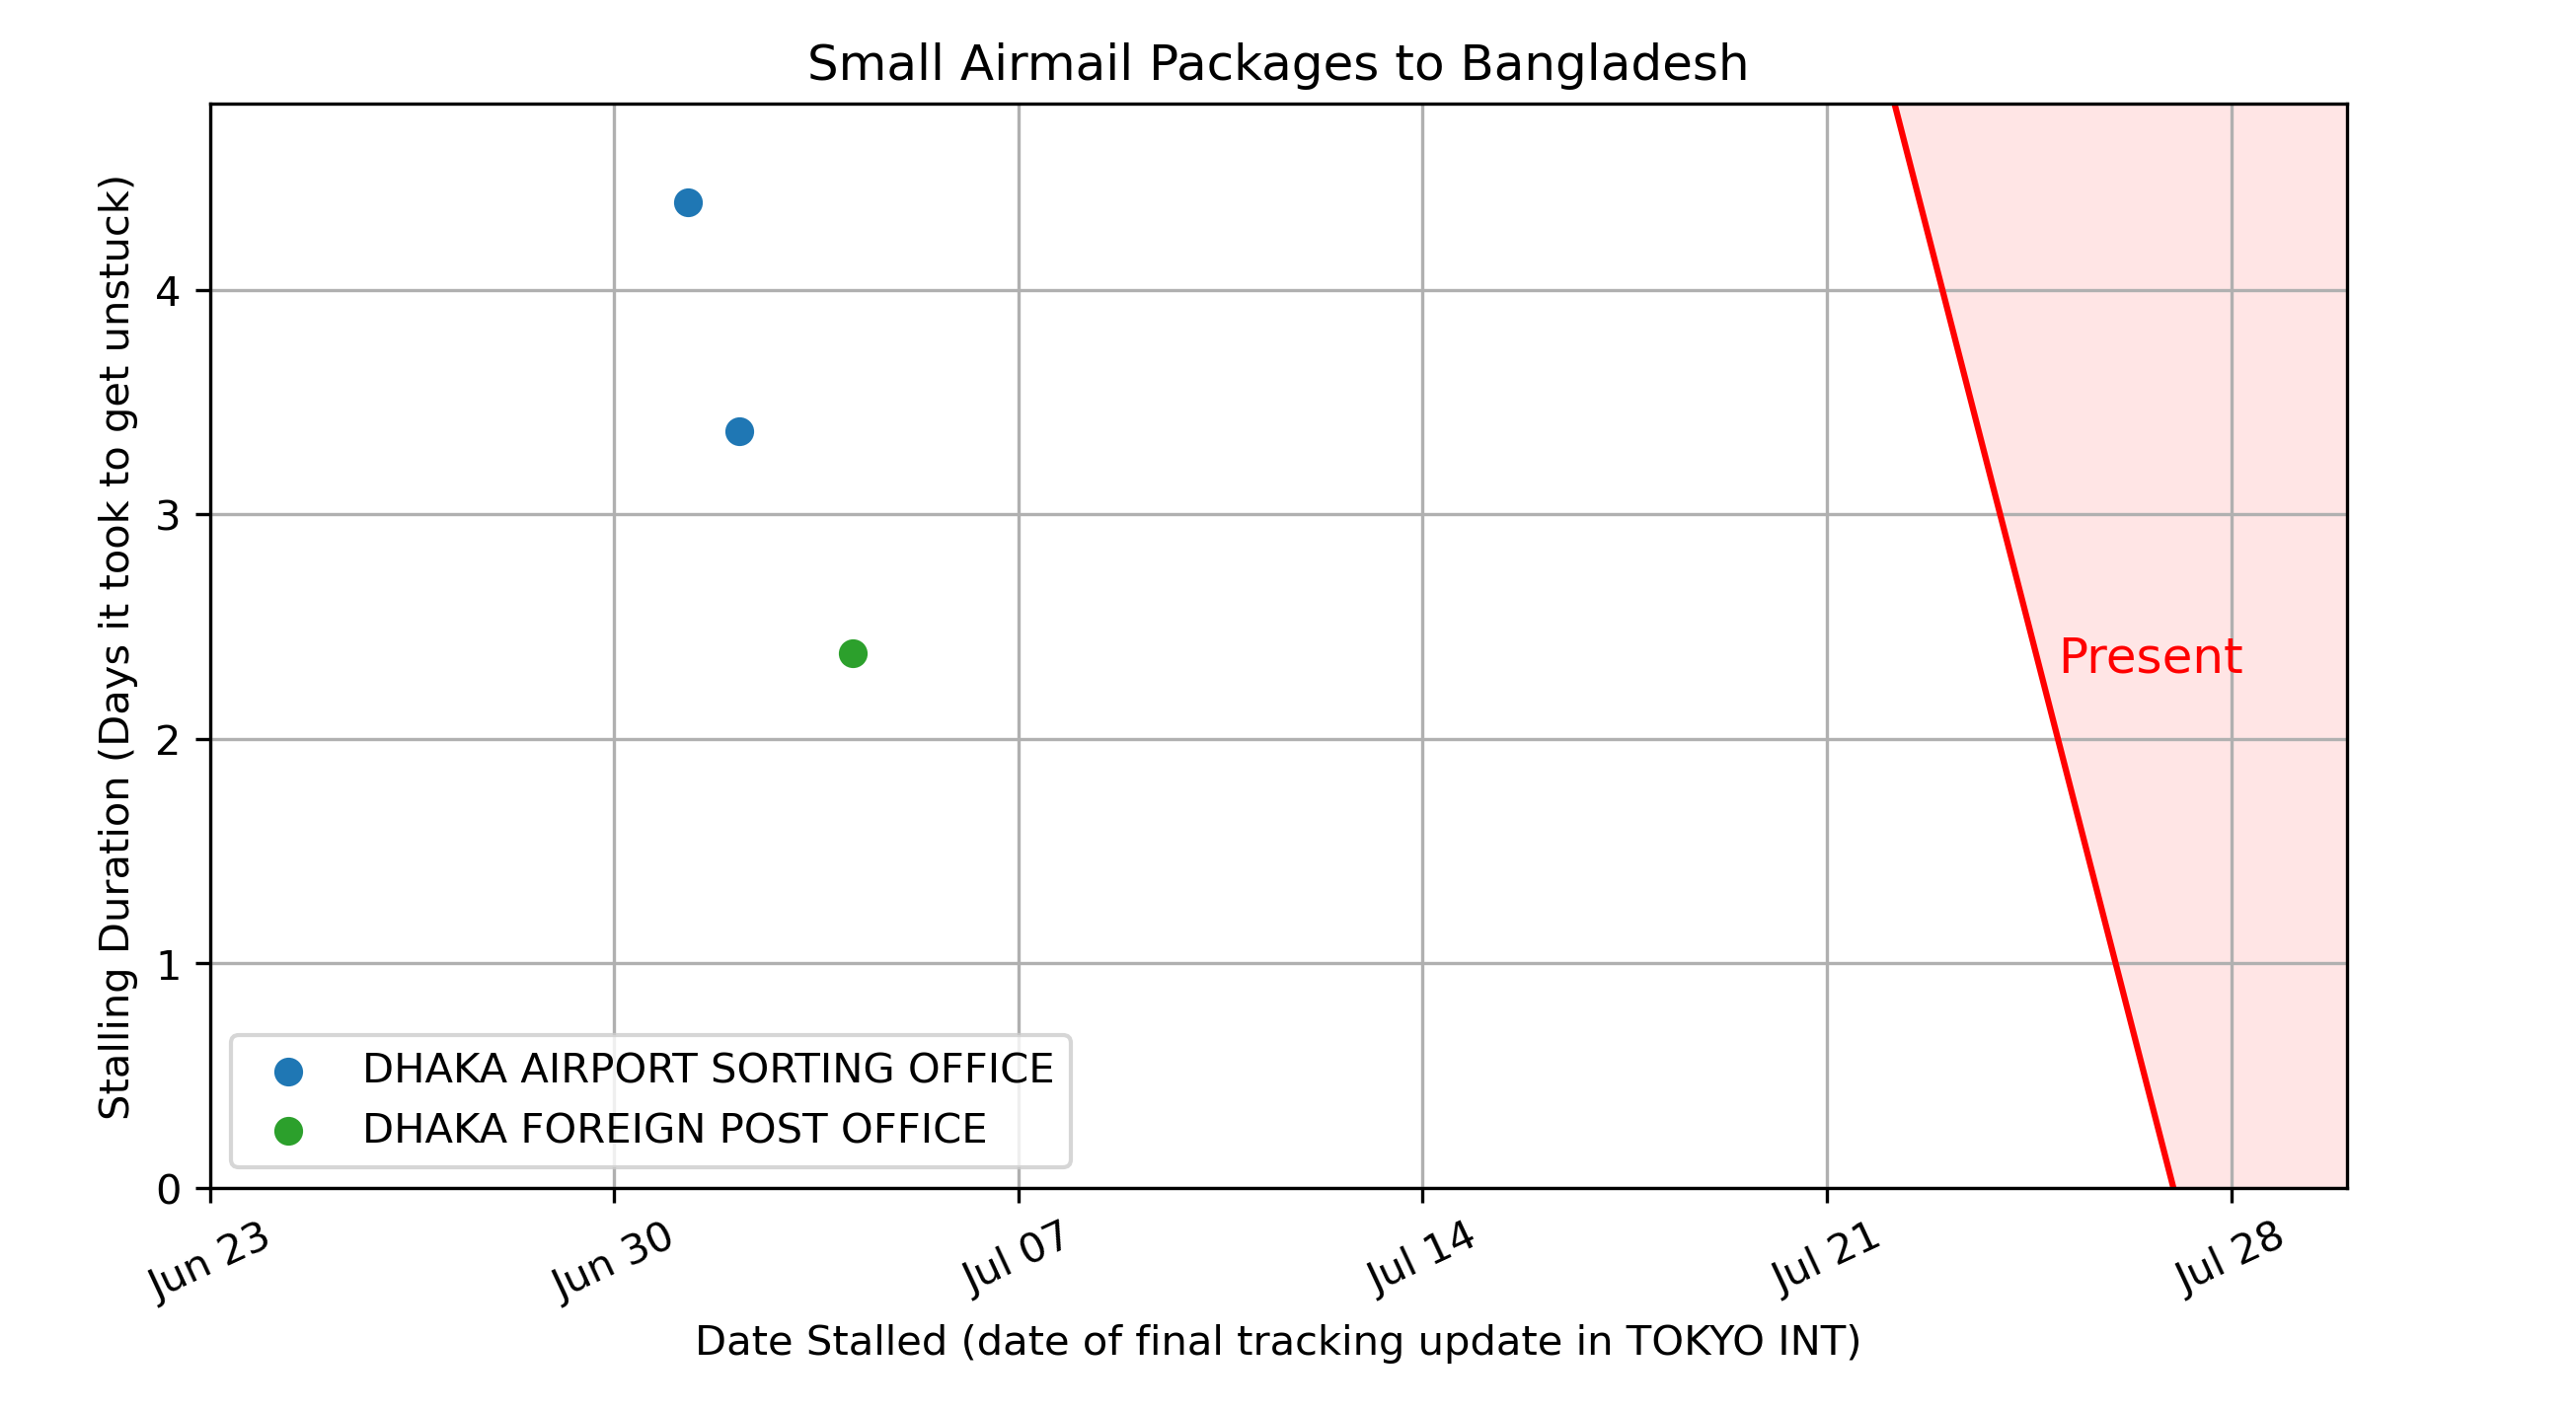 Small Airmail Packages to Bangladesh
Stalling Duration (Days it took to get unstuck)
4
3
2
1
0
Present
DHAKA AIRPORT SORTING OFFICE
DHAKA FOREIGN POST OFFICE
Jun 23
Jun 30
Jul 07
Jul 14
Jul 21
Jul 28
Date Stalled (date of final tracking update in TOKYO INT)